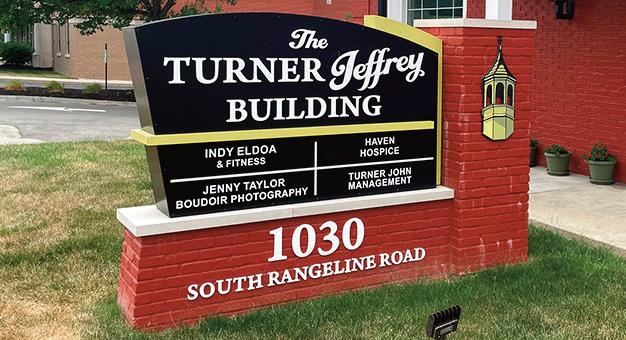 The
TURNER Jeffrey
BUILDING
INDY ELDOA
& FITNESS
HAVEN
HOSPICE
JENNY TAYLOR
BOUDOIR PHOTOGRAPHY
TURNER JOHN
MANAGEMENT
1030
SOUTH RANGELINE ROAD